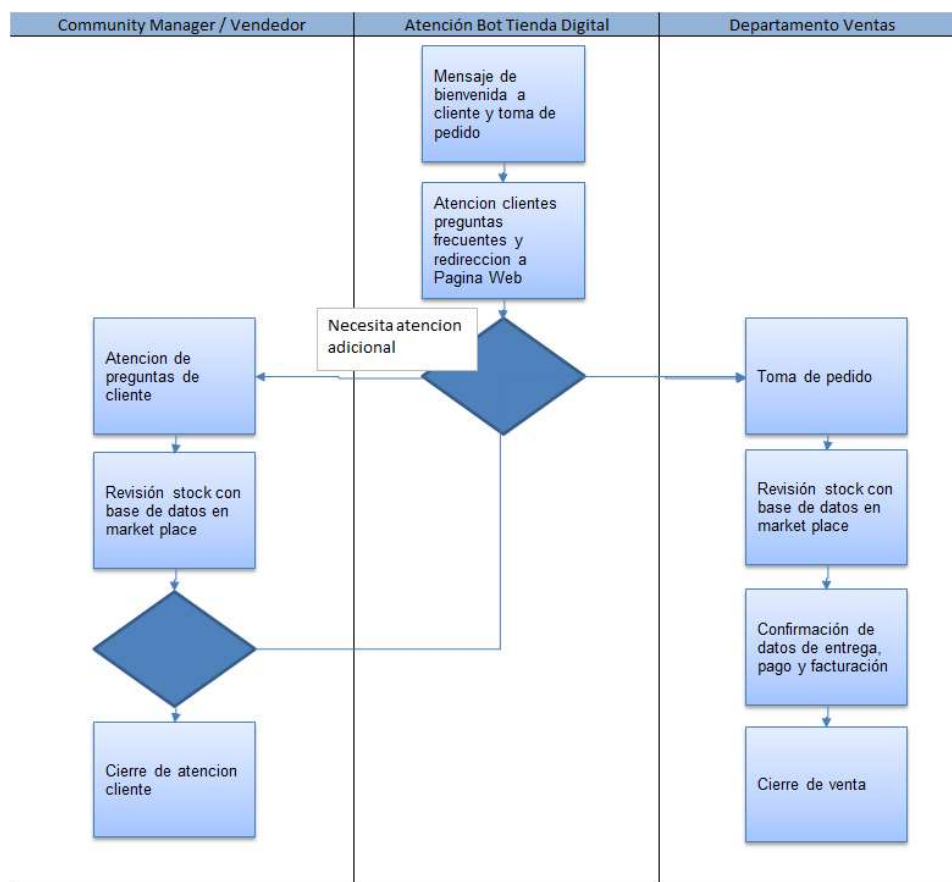 Community Manager / Vendedor
Atención Bot Tienda Digital
Departamento Ventas
Mensaje de
bienvenida a
cliente y toma de
pedido
Atencion clientes
preguntas
frecuentes y
redireccion a
Pagina Web
Necesita atencion
adicional
Atencion de
preguntas de
cliente
Toma de pedido
Revisión stock con
base de datos en
market place
Revisión stock con
base de datos en
market place
Confirmación de
datos de entrega,
pago y facturación
Cierre de atencion
cliente
Cierre de venta